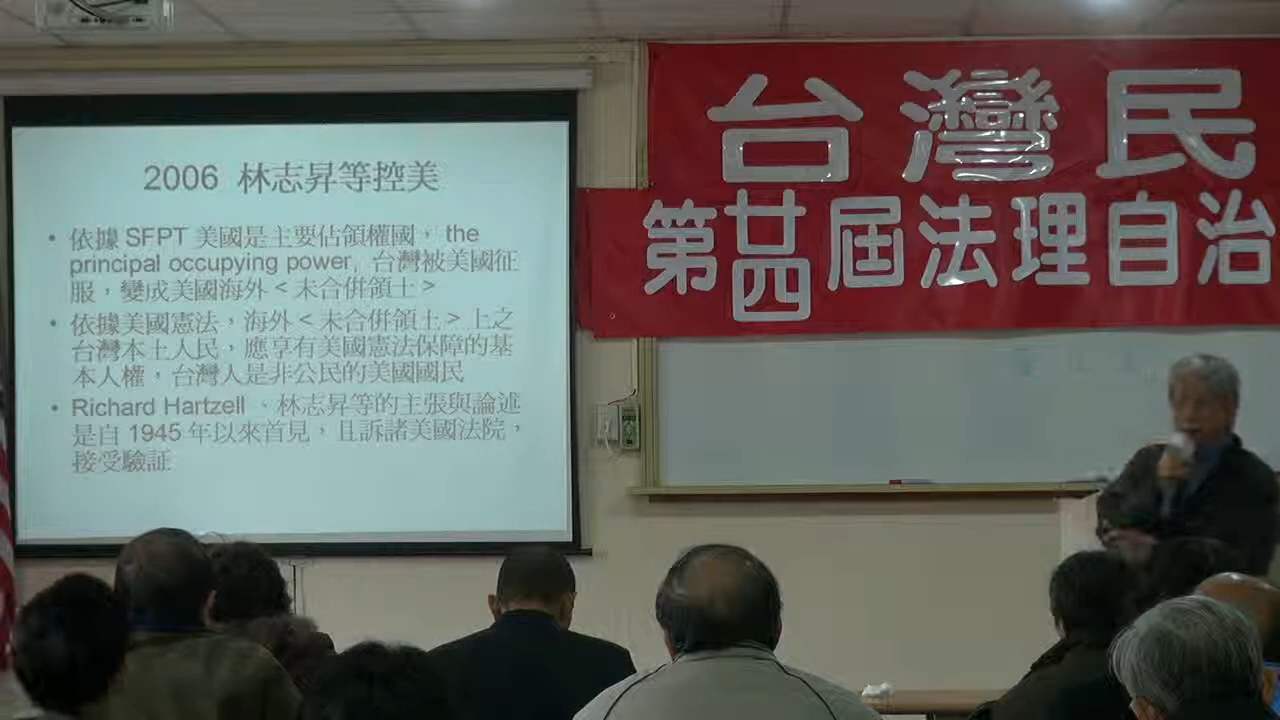 2006 林志昇等控美
• 依據 SFPT 美國是主要佔領權國， the
principal occupying power, 台灣被美國征
服，變成美國海外＜未合併領土＞
• 依據美國憲法，海外＜未合併領土＞上之
台灣本土人民，應享有美國憲法保障的基
本人權，台灣人是非公民的美國國民
• Richard Hartzell 、林志昇等的主張與論述
是自 1945 年以來首見，且訴諸美國法院，
接受驗証
台灣民
第廿四屆法理自治